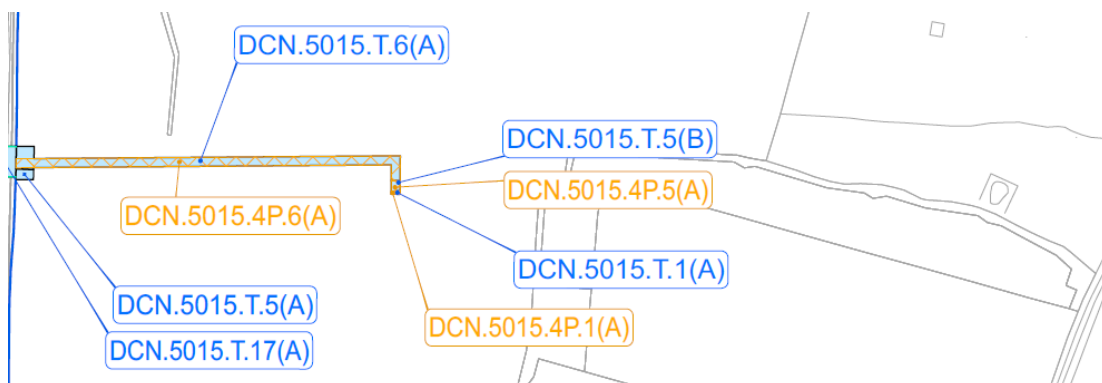 DCN.5015.T.6(A)
DCN.5015.T.5(B)
DCN.5015.4P.5(A)
DCN.5015.4P.6(A)
DCN.5015.T.1(A)
DCN.5015.T.5(A)
DCN.5015.4P.1(A)
DCN.5015.T.17(A)